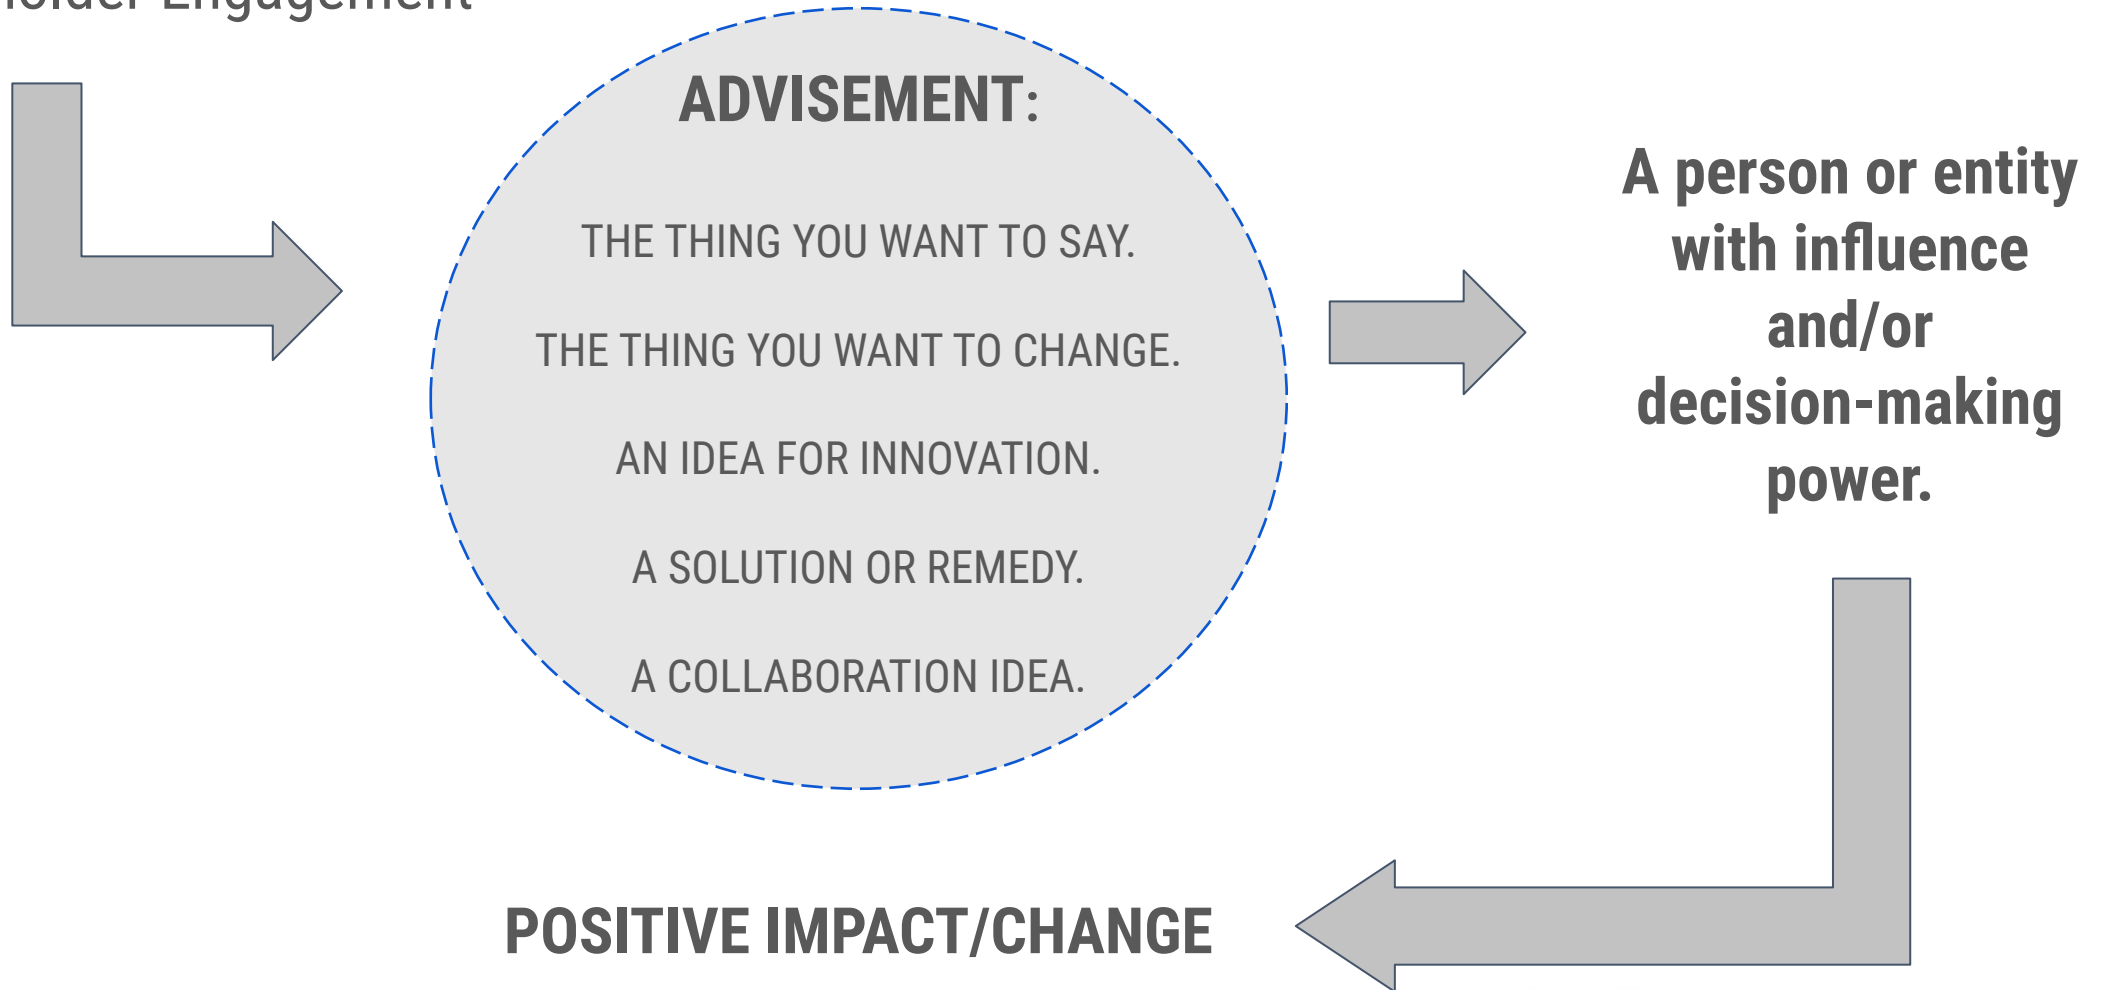 Engagement
ADVISEMENT:
THE THING YOU WANT TO SAY.
THE THING YOU WANT TO CHANGE.
AN IDEA FOR INNOVATION.
A SOLUTION OR REMEDY.
A COLLABORATION IDEA.
A person or entity
with influence
and/or
decision-making
power.
POSITIVE IMPACT/CHANGE